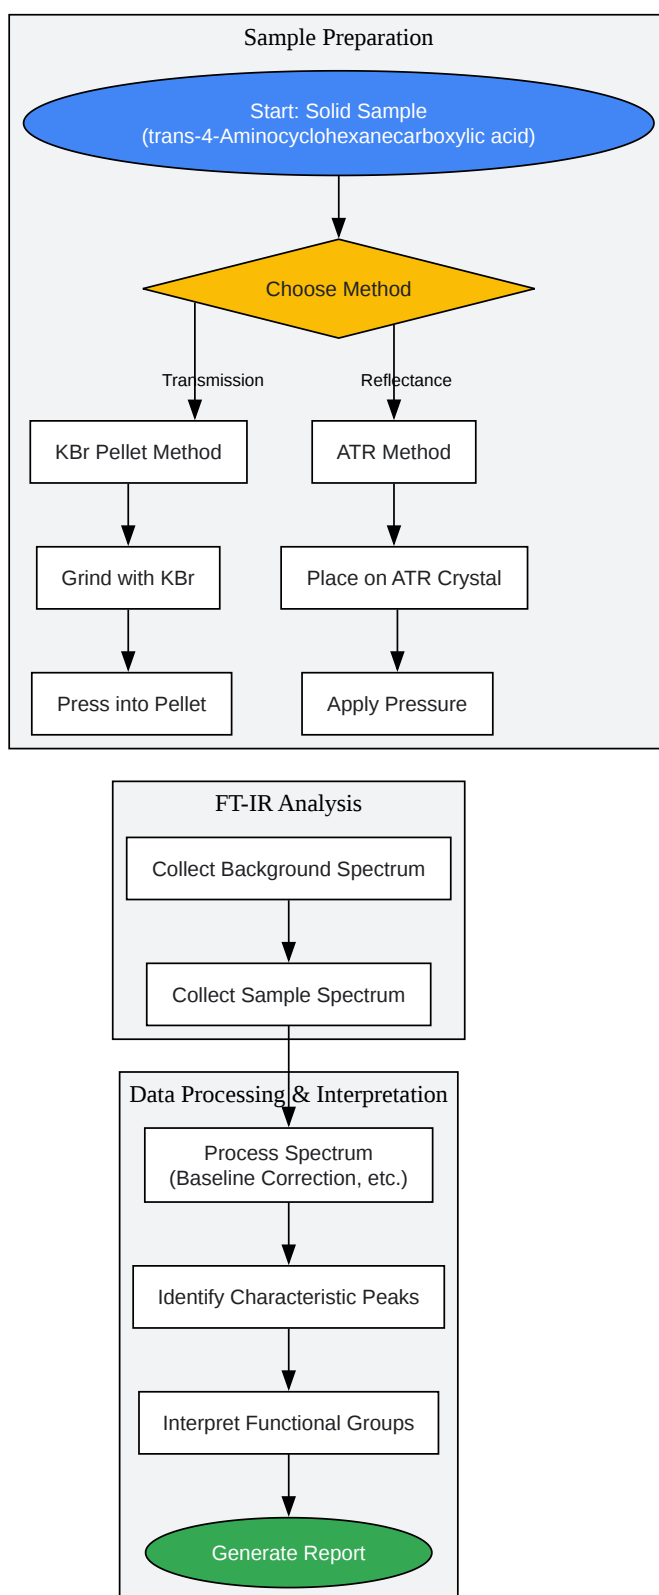 Sample Preparation
Start: Solid Sample
(trans-4-Aminocyclohexanecarboxylic acid)
Choose Method
Transmission
Reflectance
KBr Pellet Method
ATR Method
Grind with KBr
Place on ATR Crystal
Press into Pellet
Apply Pressure
FT-IR Analysis
Collect Background Spectrum
Collect Sample Spectrum
Data Processing & Interpretation
Process Spectrum
(Baseline Correction, etc.)
Identify Characteristic Peaks
Interpret Functional Groups
Generate Report